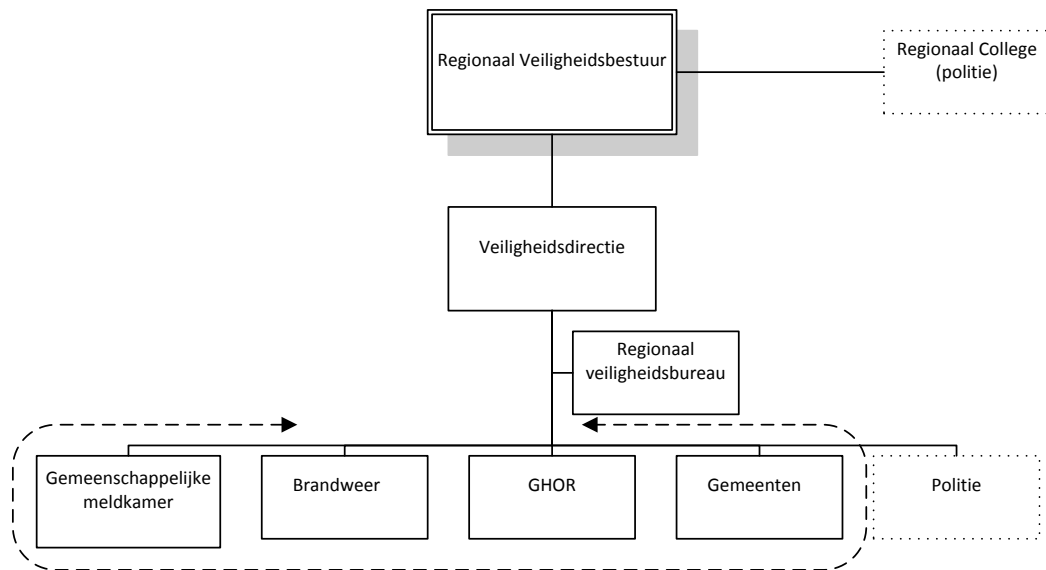 Regionaal Veiligheidsbestuur
Regionaal College
(politie)
Veiligheidsdirectie
Regionaal
veiligheidsbureau
Gemeenschappelijke
meldkamer
Brandweer
GHOR
Gemeenten
Politie